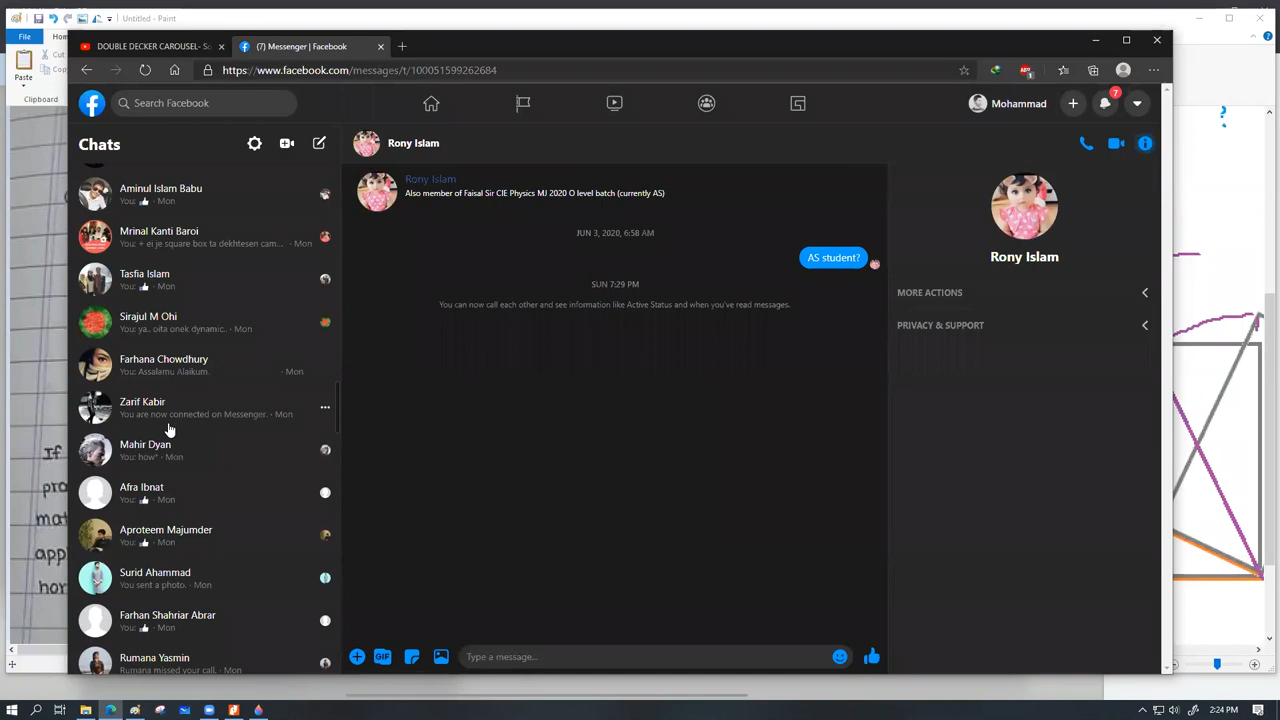 Untitled - Paint
File
Hom
Cut
Cop
Paste
Clipboard
DOUBLE DECKER CAROUSEL- So
(7) Messenger | Facebook
https://www.facebook.com/messages/t/100051599262684
Search Facebook
Mohammad
7
Chats
Aminul Islam Babu
You: 👍 · Mon
Mrinal Kanti Baroi
You: + ei je square box ta dekhtesen cam... · Mon
Tasfia Islam
You: 👍 · Mon
Sirajul M Ohi
You: ya.. oita onek dynamic.. · Mon
Farhana Chowdhury
You: Assalamu Alaikum. · Mon
Zarif Kabir
You are now connected on Messenger. · Mon
Mahir Dyan
You: how* · Mon
Afra Ibnat
You: 👍 · Mon
Aproteem Majumder
You: 👍 · Mon
Surid Ahammad
You sent a photo. · Mon
Farhan Shahriar Abrar
You: 👍 · Mon
Rumana Yasmin
Rumana missed your call. · Mon
Rony Islam
Rony Islam
Also member of Faisal Sir CIE Physics MJ 2020 O level batch (currently AS)
JUN 3, 2020, 6:58 AM
AS student?
SUN 7:29 PM
You can now call each other and see information like Active Status and when you've read messages.
GIF
Type a message...
Rony Islam
MORE ACTIONS
PRIVACY & SUPPORT
If
pro
mat
app
hor
?
2:24 PM